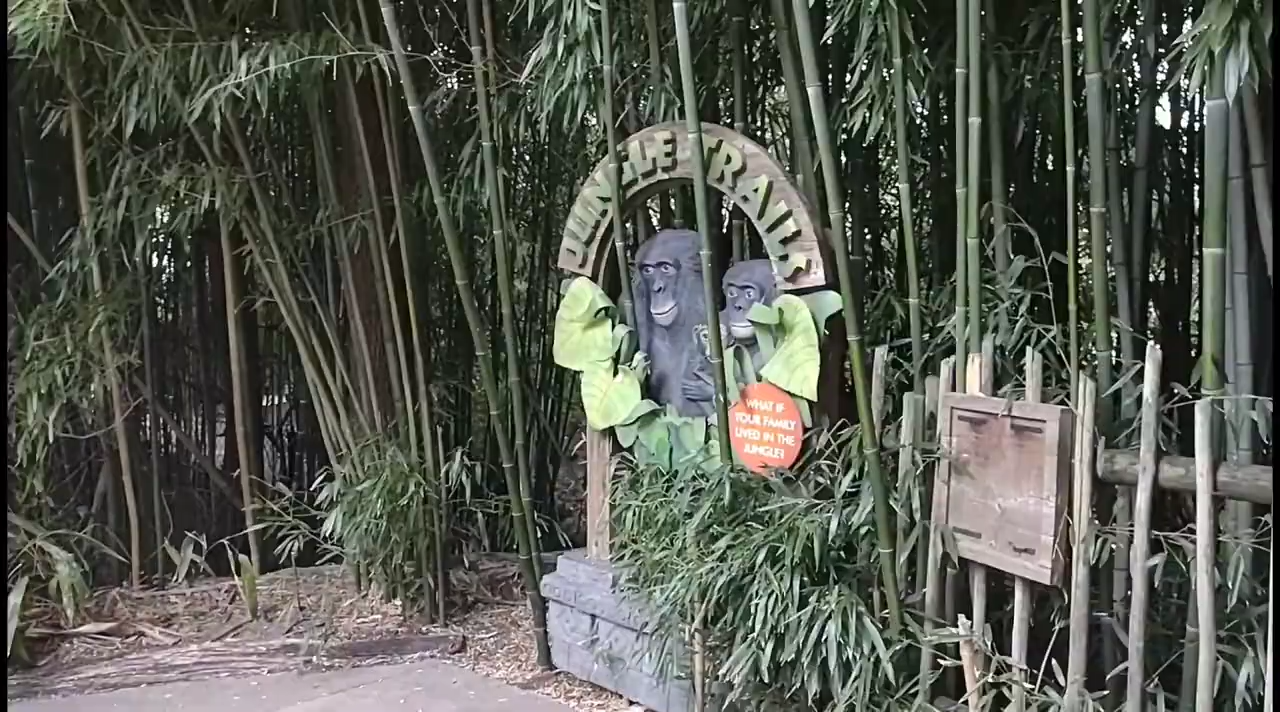 JUNGLE TRAILS
WHAT IF
YOUR FAMILY
LIVED IN THE
JUNGLE?